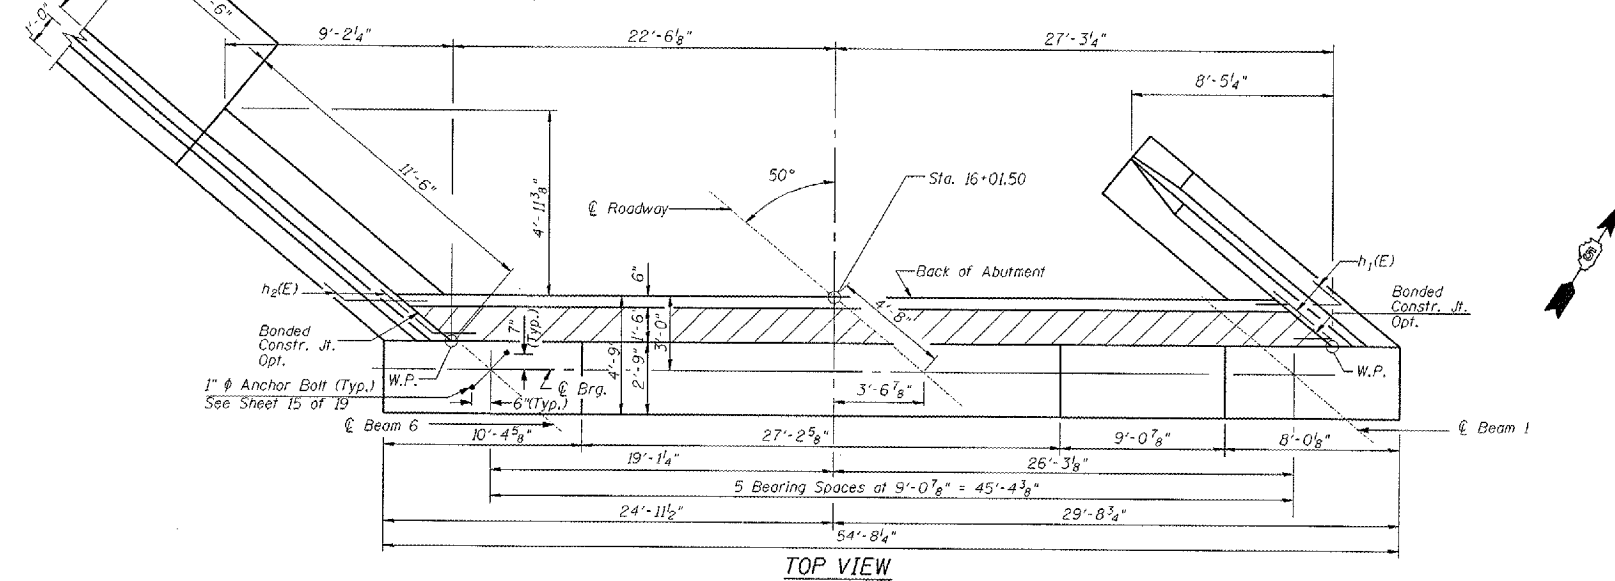 '-0"
'-6"
9'-2¼"
22'-6⅛"
27'-3¼"
8'-5¼"
11'-6"
4'-11⅜"
50°
Sta. 16+01.50
℄ Roadway
Back of Abutment
6"
h₂(E)
h₁(E)
Bonded
Constr. Jt.
Opt.
Bonded
Constr. Jt.
Opt.
7"
(Typ.)
1'-6"
3'-0"
4'-9"
2'-9"
4'-8"
W.P.
W.P.
1" ϕ Anchor Bolt (Typ.)
See Sheet 15 of 19
℄ Brg.
6"(Typ.)
3'-6⅞"
℄ Beam 6
℄ Beam 1
10'-4⅝"
27'-2⅝"
9'-0⅞"
8'-0⅛"
19'-1¼"
26'-3⅛"
5 Bearing Spaces at 9'-0⅞" = 45'-4⅜"
24'-11½"
29'-8¾"
54'-8¼"
TOP VIEW